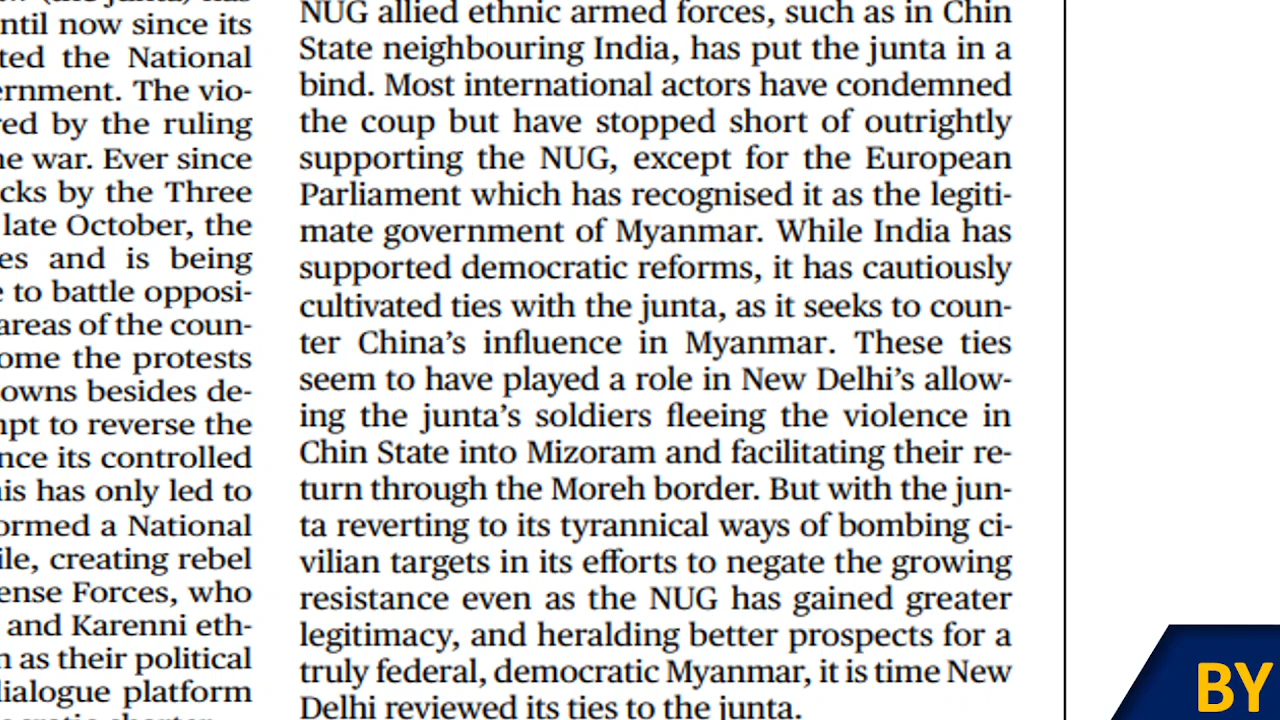 ntil now since its
ted the National
ernment. The vio-
red by the ruling
he war. Ever since
cks by the Three
late October, the
es and is being
e to battle opposi-
areas of the coun-
ome the protests
owns besides de-
mpt to reverse the
nce its controlled
his has only led to
ormed a National
ile, creating rebel
ense Forces, who
and Karenni eth-
n as their political
dialogue platform
NUG allied ethnic armed forces, such as in Chin
State neighbouring India, has put the junta in a
bind. Most international actors have condemned
the coup but have stopped short of outrightly
supporting the NUG, except for the European
Parliament which has recognised it as the legiti-
mate government of Myanmar. While India has
supported democratic reforms, it has cautiously
cultivated ties with the junta, as it seeks to coun-
ter China's influence in Myanmar. These ties
seem to have played a role in New Delhi's allow-
ing the junta's soldiers fleeing the violence in
Chin State into Mizoram and facilitating their re-
turn through the Moreh border. But with the jun-
ta reverting to its tyrannical ways of bombing ci-
vilian targets in its efforts to negate the growing
resistance even as the NUG has gained greater
legitimacy, and heralding better prospects for a
truly federal, democratic Myanmar, it is time New
Delhi reviewed its ties to the junta.
BY